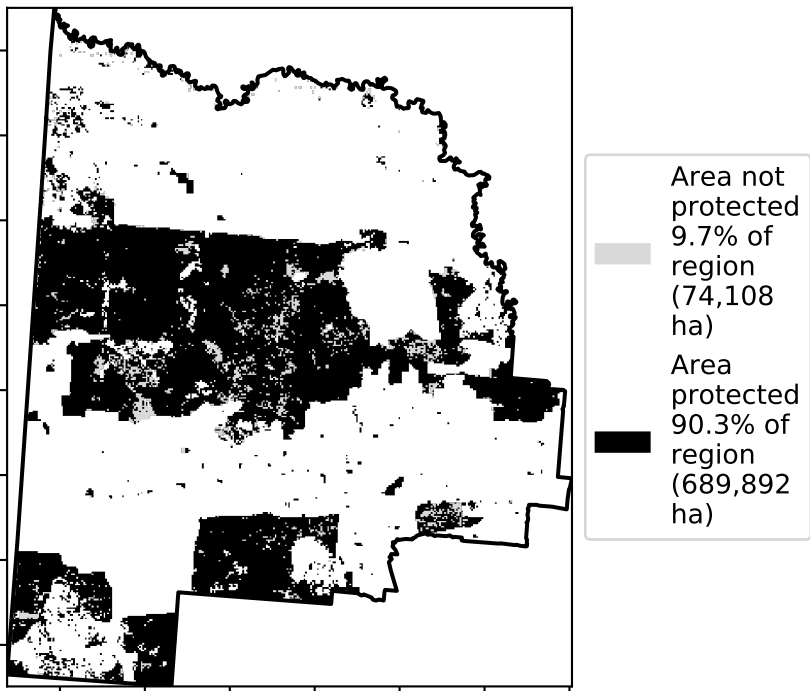 Area not
protected
9.7% of
region
(74,108
ha)
Area
protected
90.3% of
region
(689,892
ha)